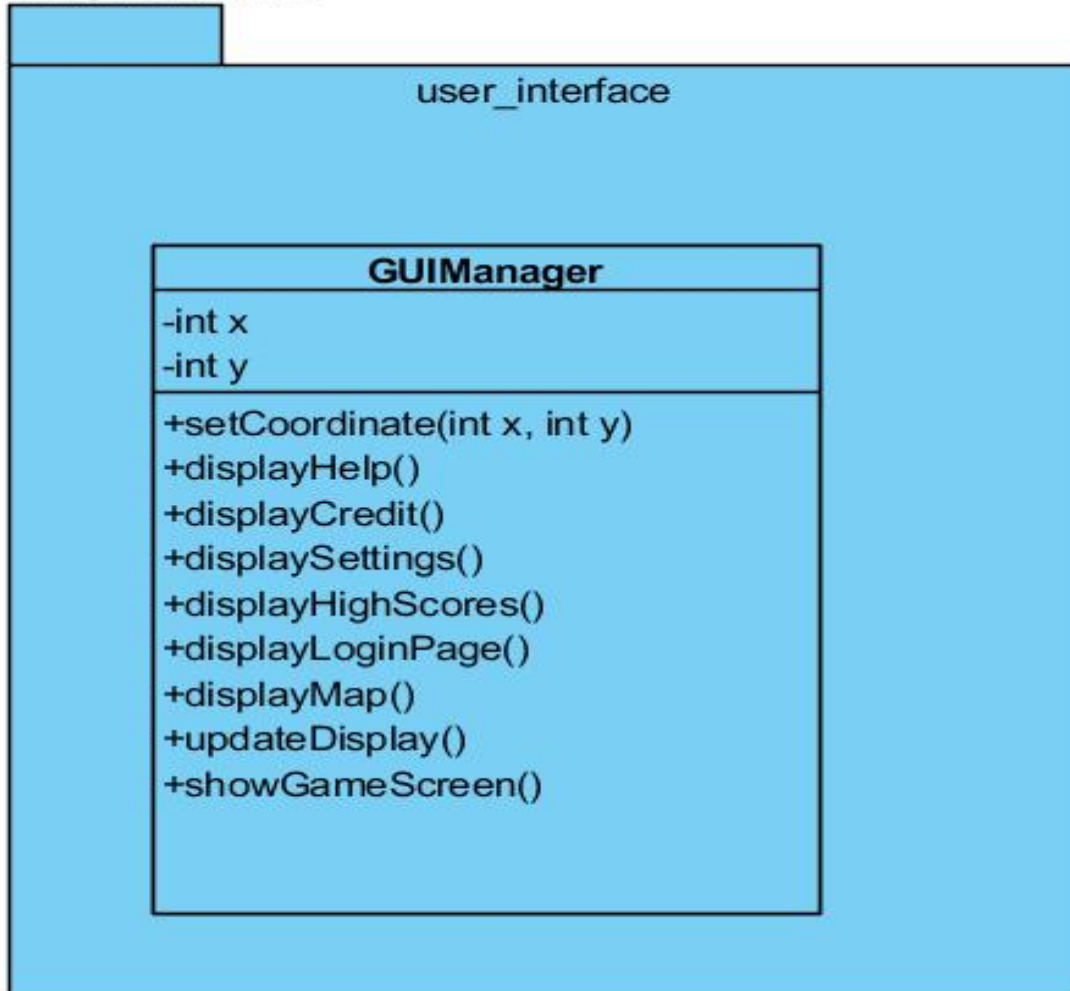 user_interface
GUIManager
-int x
-int y
+setCoordinate(int x, int y)
+displayHelp()
+displayCredit()
+displaySettings()
+displayHighScores()
+displayLoginPage()
+displayMap()
+updateDisplay()
+showGameScreen()